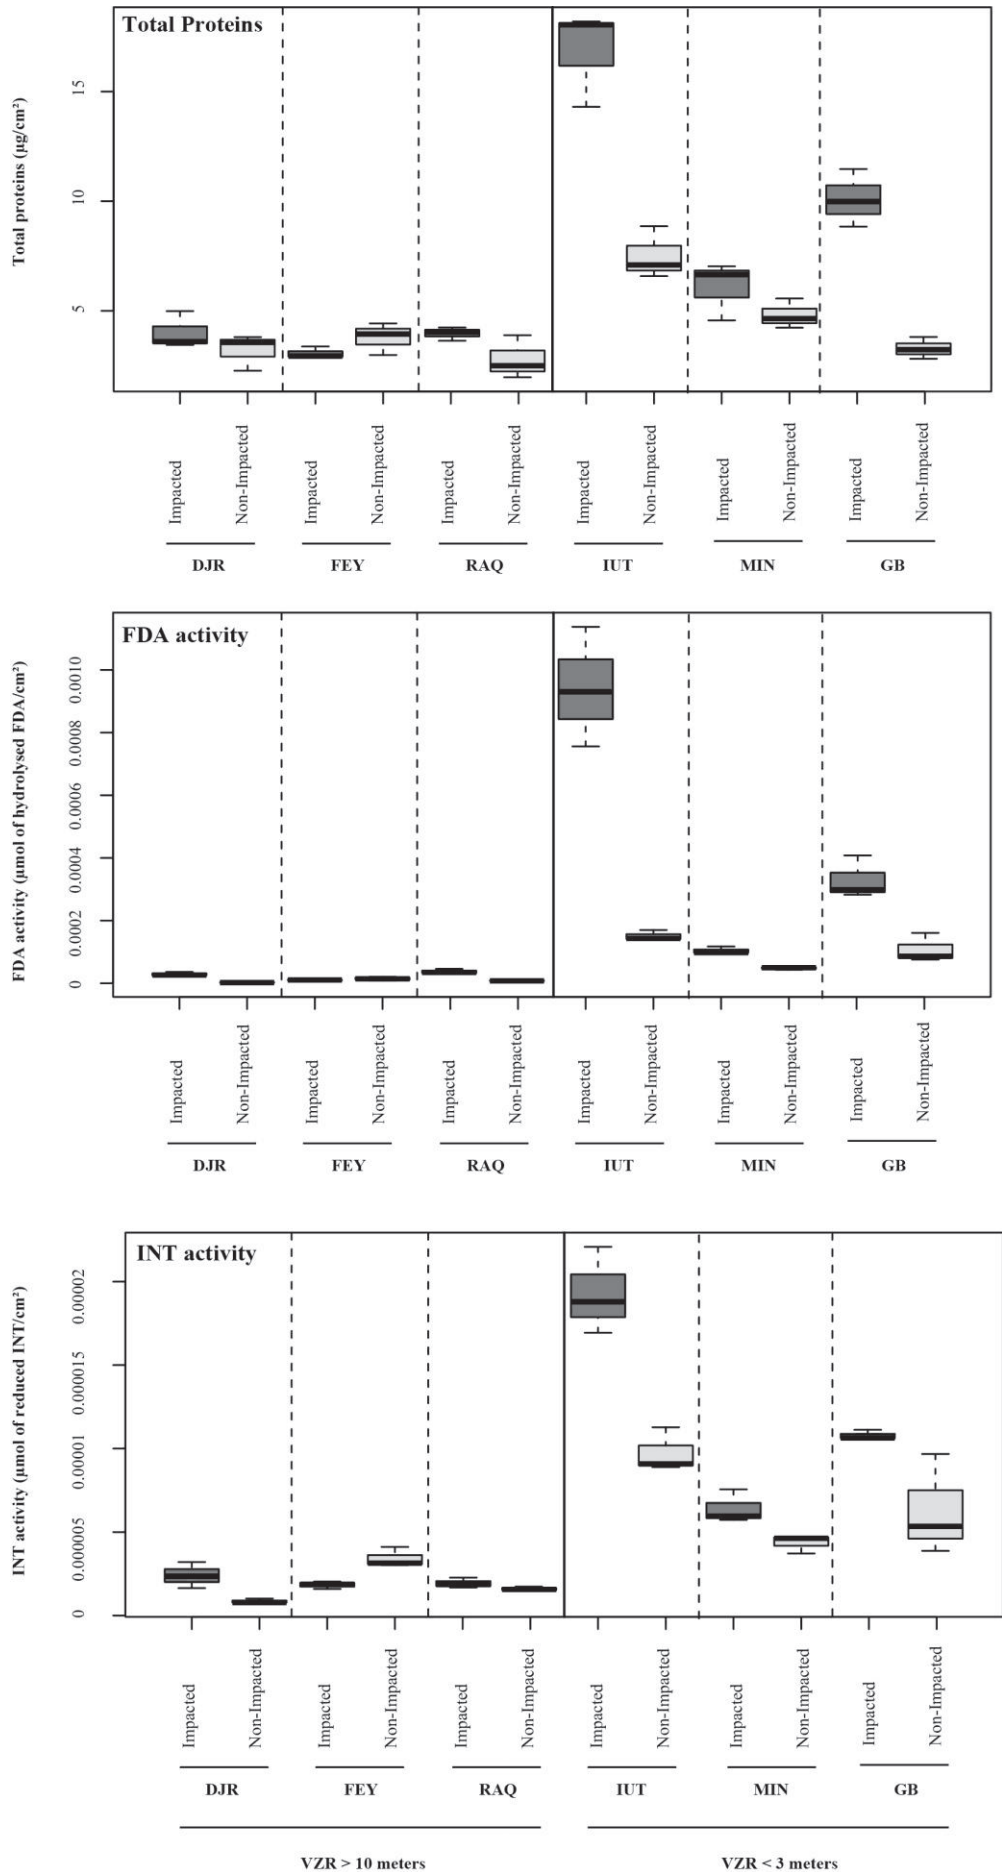 Total Proteins
Total proteins (µg/cm²)
15
10
5
Impacted
Non-Impacted
Impacted
Non-Impacted
Impacted
Non-Impacted
Impacted
Non-Impacted
Impacted
Non-Impacted
Impacted
Non-Impacted
DJR FEY RAQ IUT MIN GB
FDA activity
FDA activity (µmol of hydrolysed FDA/cm²)
0.0010
0.0008
0.0006
0.0004
0.0002
0
Impacted
Non-Impacted
Impacted
Non-Impacted
Impacted
Non-Impacted
Impacted
Non-Impacted
Impacted
Non-Impacted
Impacted
Non-Impacted
DJR FEY RAQ IUT MIN GB
INT activity
INT activity (µmol of reduced INT/cm²)
0.00002
0.000015
0.00001
0.000005
0
Impacted
Non-Impacted
Impacted
Non-Impacted
Impacted
Non-Impacted
Impacted
Non-Impacted
Impacted
Non-Impacted
Impacted
Non-Impacted
DJR FEY RAQ IUT MIN GB
VZR > 10 meters VZR < 3 meters